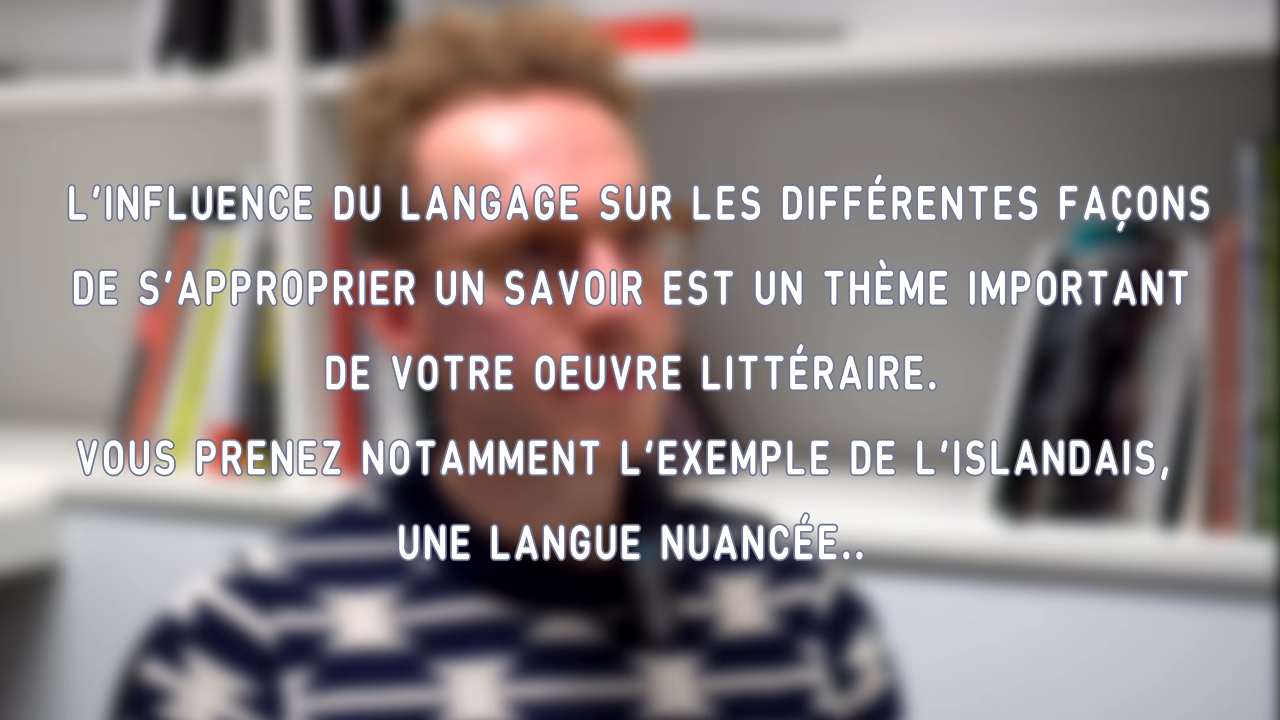 L'INFLUENCE DU LANGAGE SUR LES DIFFÉRENTES FAÇONS
DE S'APPROPRIER UN SAVOIR EST UN THÈME IMPORTANT
DE VOTRE OEUVRE LITTÉRAIRE.
VOUS PRENEZ NOTAMMENT L'EXEMPLE DE L'ISLANDAIS,
UNE LANGUE NUANCÉE..